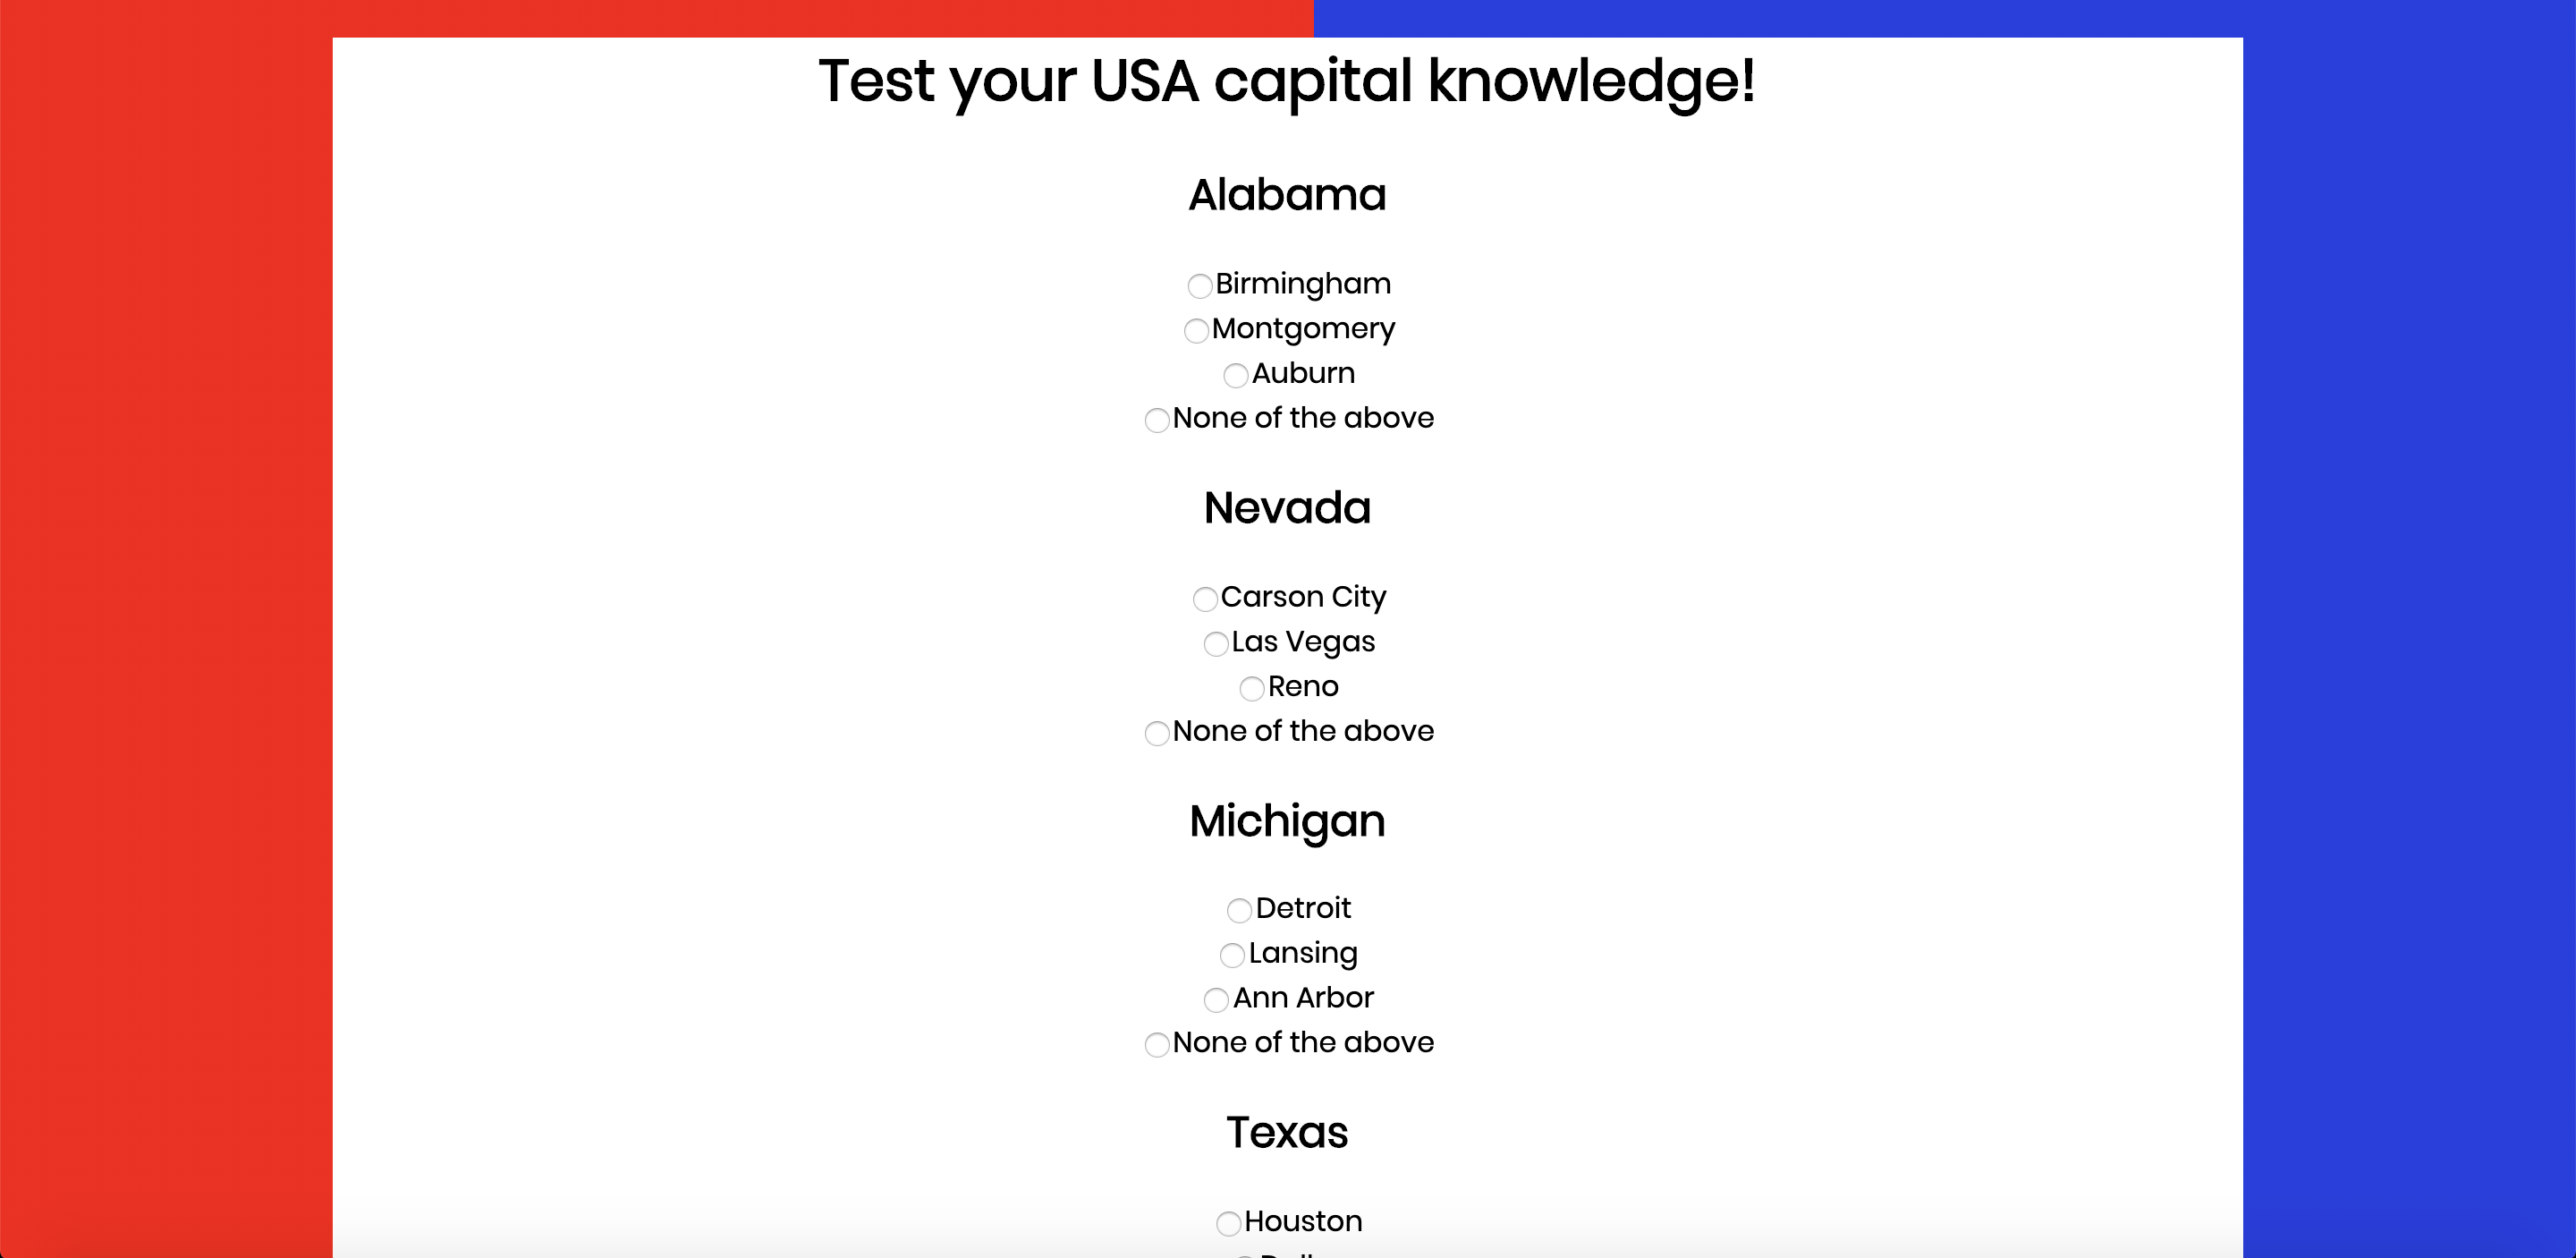 Test your USA capital knowledge!
Alabama
Birmingham
Montgomery
Auburn
None of the above
Nevada
Carson City
Las Vegas
Reno
None of the above
Michigan
Detroit
Lansing
Ann Arbor
None of the above
Texas
Houston